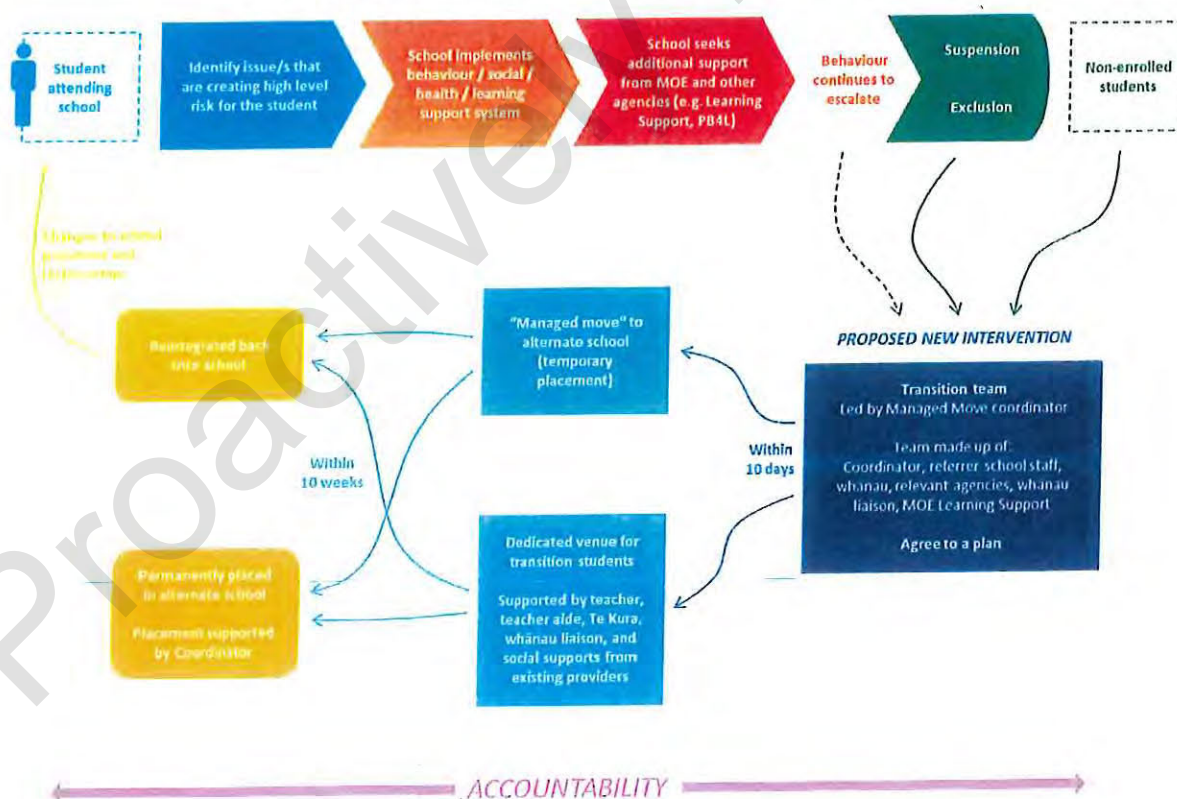 Student
attending
school
Identify issue/s that
are creating high level
risk for the student
School implements
behaviour / social /
health / learning
support system
School seeks
additional support
from MOE and other
agencies (e.g. Learning
Support, PB4L)
Behaviour
continues to
escalate
Suspension
Exclusion
Non-enrolled
students
Changes to
and
Reintegrated back
into school
"Managed move" to
alternate school
(temporary
placement)
PROPOSED NEW INTERVENTION
Transition team
Led by Managed Move coordinator
Team made up of:
Coordinator, referrer school staff,
whānau, relevant agencies, whānau
liaison, MOE Learning Support
Agree to a plan
Within
10 days
Within
10 weeks
Dedicated venue for
transition students
Supported by teacher,
teacher aide, Te Kura,
whānau liaison, and
social supports from
existing providers
Permanently placed
in alternate school
Placement supported
by Coordinator
ACCOUNTABILITY
Proactively